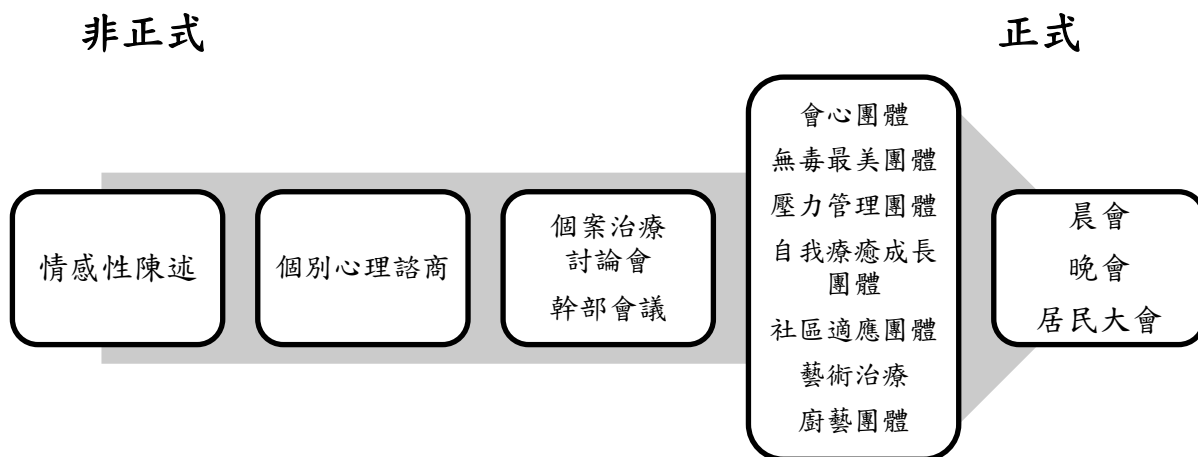 非正式
正式
情感性陳述
個別心理諮商
個案治療
討論會
幹部會議
會心團體
無毒最美團體
壓力管理團體
自我療癒成長
團體
社區適應團體
藝術治療
廚藝團體
晨會
晚會
居民大會